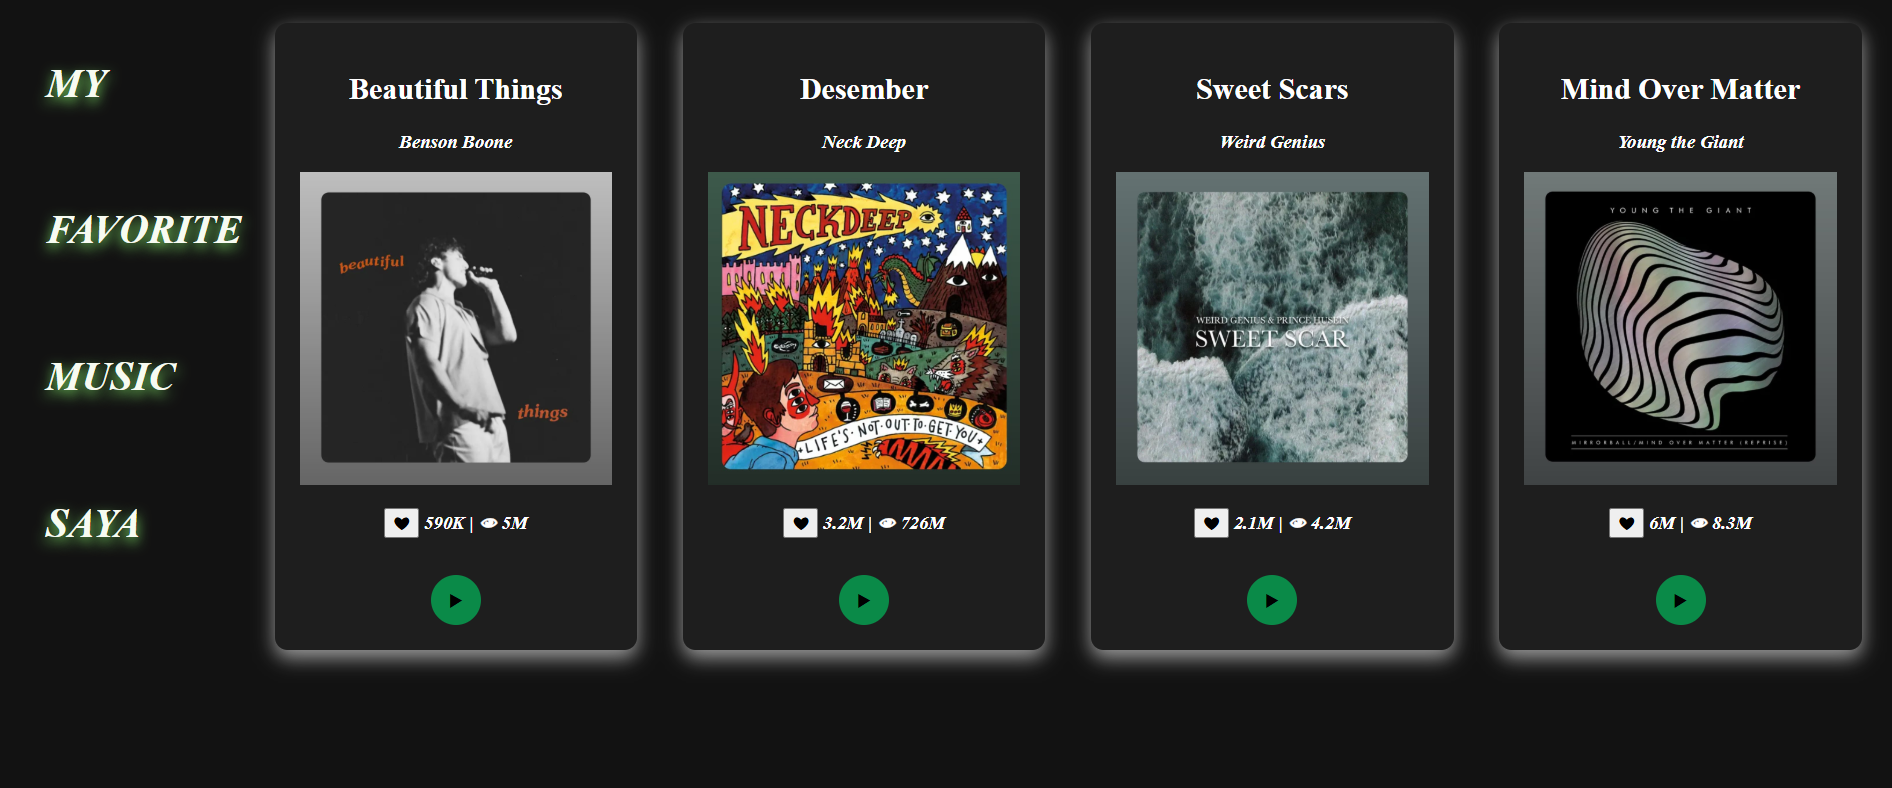 MY
FAVORITE
MUSIC
SAYA
Beautiful Things
Benson Boone
beautiful
things
590K | 5M
Desember
Neck Deep
NECK DEEP
LIFE'S·NOT·OUT·TO·GET·YOU
3.2M | 726M
Sweet Scars
Weird Genius
WEIRD GENIUS & PRINCE HUSEIN
SWEET SCAR
2.1M | 4.2M
Mind Over Matter
Young the Giant
YOUNG THE GIANT
MIRRORBALL/MIND OVER MATTER (REPRISE)
6M | 8.3M